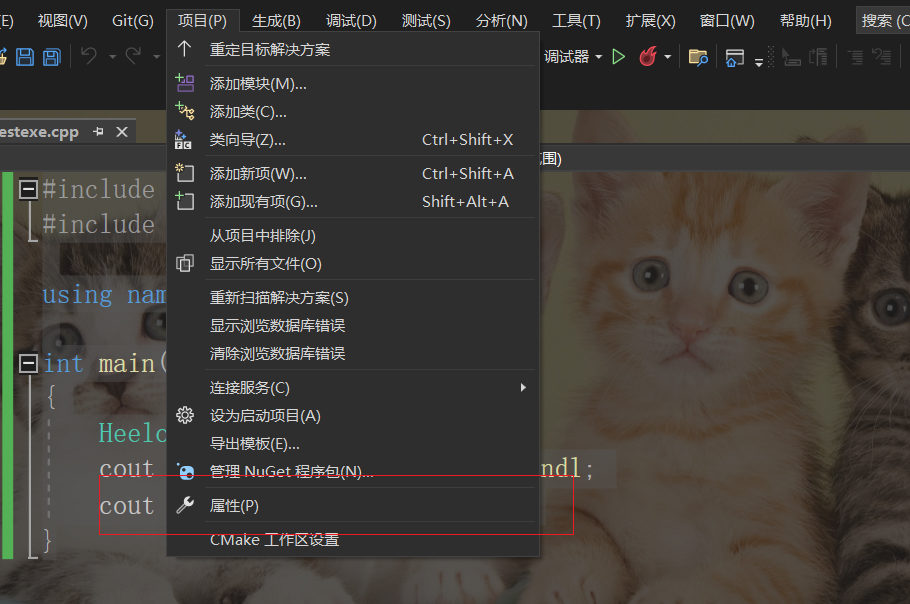 E) 视图(V) Git(G) 项目(P) 生成(B) 调试(D) 测试(S) 分析(N) 工具(T) 扩展(X) 窗口(W) 帮助(H) 搜索 (C
重定目标解决方案
调试器
添加模块(M)...
添加类(C)...
estexe.cpp
类向导(Z)... Ctrl+Shift+X
围)
添加新项(W)... Ctrl+Shift+A
#include
添加现有项(G)... Shift+Alt+A
#include
从项目中排除(J)
显示所有文件(O)
using nam
重新扫描解决方案(S)
显示浏览数据库错误
清除浏览数据库错误
int main(
连接服务(C)
{
设为启动项目(A)
Heelo
导出模板(E)...
cout
管理 NuGet 程序包(N)...
ndl;
cout
属性(P)
}
CMake 工作区设置